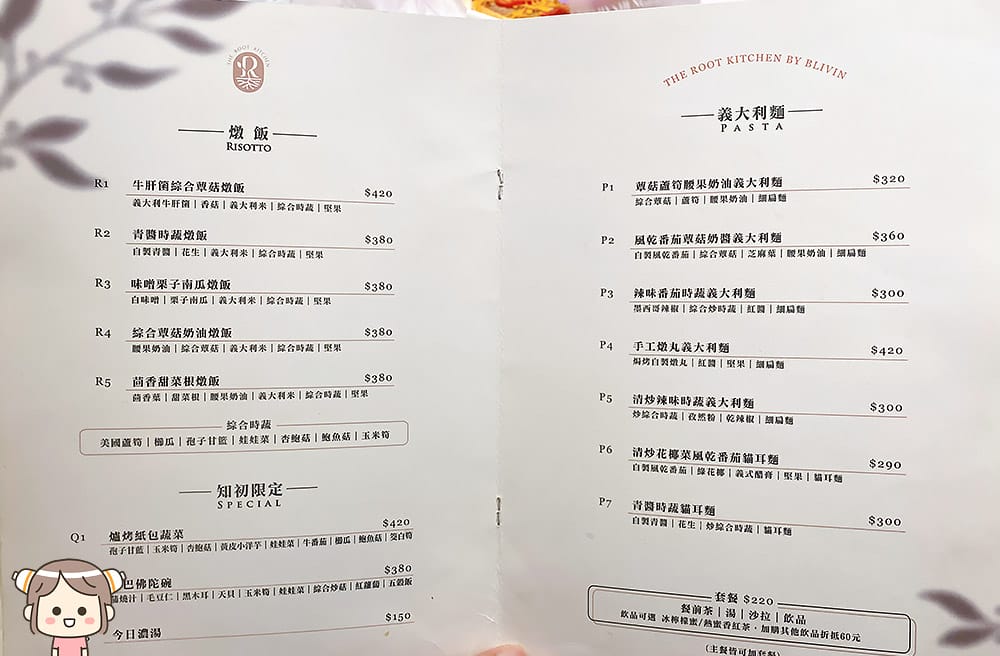 THE ROOT KITCHEN
燉飯
RISOTTO
R1 牛肝菌綜合蕈菇燉飯 $420
義大利牛肝菌 | 香菇 | 義大利米 | 綜合時蔬 | 堅果
R2 青醬時蔬燉飯 $380
自製青醬 | 花生 | 義大利米 | 綜合時蔬 | 堅果
R3 味噌栗子南瓜燉飯 $380
白味噌 | 栗子南瓜 | 義大利米 | 綜合時蔬 | 堅果
R4 綜合蕈菇奶油燉飯 $380
腰果奶油 | 綜合蕈菇 | 義大利米 | 綜合時蔬 | 堅果
R5 茴香甜菜根燉飯 $380
茴香葉 | 甜菜根 | 腰果奶油 | 義大利米 | 綜合時蔬 | 堅果
綜合時蔬
美國蘆筍 | 櫛瓜 | 孢子甘籃 | 娃娃菜 | 杏鮑菇 | 鮑魚菇 | 玉米筍
知初限定
SPECIAL
Q1 爐烤紙包蔬菜 $420
孢子甘籃 | 玉米筍 | 杏鮑菇 | 黃皮小洋芋 | 娃娃菜 | 牛番茄 | 櫛瓜 | 鮑魚菇 | 筊白筍
巴佛陀碗 $380
蒲燒汁 | 毛豆仁 | 黑木耳 | 天貝 | 玉米筍 | 娃娃菜 | 綜合炒菇 | 紅蘿蔔 | 五穀飯
今日濃湯 $150
THE ROOT KITCHEN BY BLIVIN
義大利麵
PASTA
P1 蕈菇蘆筍腰果奶油義大利麵 $320
綜合蕈菇 | 蘆筍 | 腰果奶油 | 細扁麵
P2 風乾番茄蕈菇奶醬義大利麵 $360
自製風乾番茄 | 綜合蕈菇 | 芝麻葉 | 腰果奶油 | 細扁麵
P3 辣味番茄時蔬義大利麵 $300
墨西哥辣椒 | 綜合炒時蔬 | 紅醬 | 細扁麵
P4 手工燉丸義大利麵 $420
焗烤自製燉丸 | 紅醬 | 堅果 | 細扁麵
P5 清炒辣味時蔬義大利麵 $300
炒綜合時蔬 | 孜然粉 | 乾辣椒 | 細扁麵
P6 清炒花椰菜風乾番茄貓耳麵 $290
自製風乾番茄 | 綠花椰 | 義式醋膏 | 堅果 | 貓耳麵
P7 青醬時蔬貓耳麵 $300
自製青醬 | 花生 | 炒綜合時蔬 | 貓耳麵
套餐 $220
餐前茶 | 湯 | 沙拉 | 飲品
飲品可選 冰檸檬蜜/熱蜜香紅茶，加購其他飲品折抵60元
(主餐皆可加套餐)